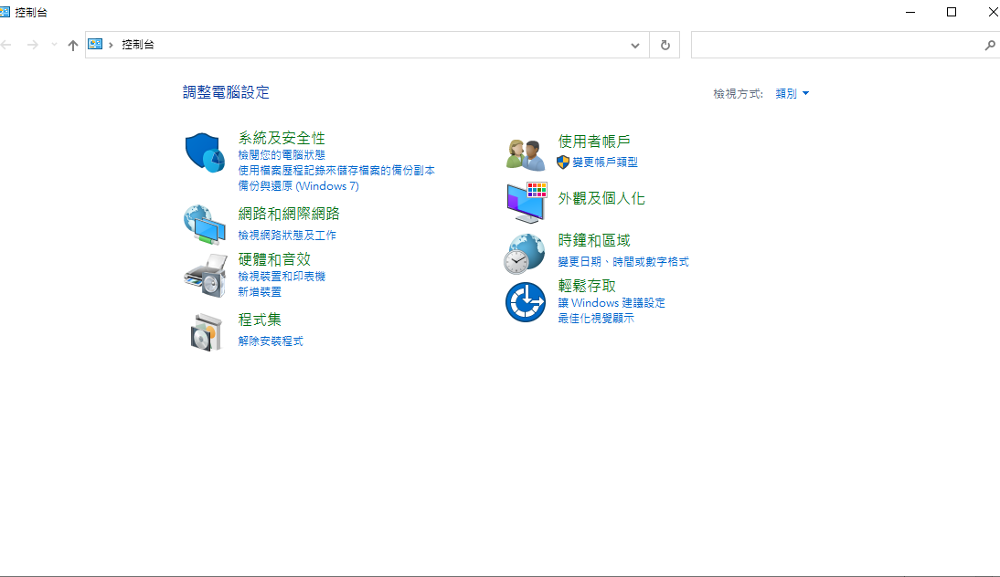 控制台
控制台
調整電腦設定
檢視方式: 類別
系統及安全性
檢閱您的電腦狀態
使用檔案歷程記錄來儲存檔案的備份副本
備份與還原 (Windows 7)
網路和網際網路
檢視網路狀態及工作
硬體和音效
檢視裝置和印表機
新增裝置
程式集
解除安裝程式
使用者帳戶
變更帳戶類型
外觀及個人化
時鐘和區域
變更日期、時間或數字格式
輕鬆存取
讓 Windows 建議設定
最佳化視覺顯示